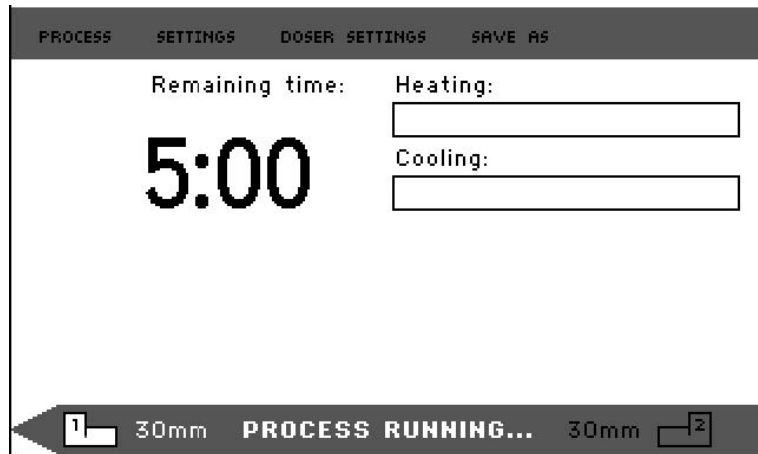 PROCESS SETTINGS DOSER SETTINGS SAVE AS
Remaining time: Heating:
5:00
Cooling:
1 30mm PROCESS RUNNING... 30mm 2